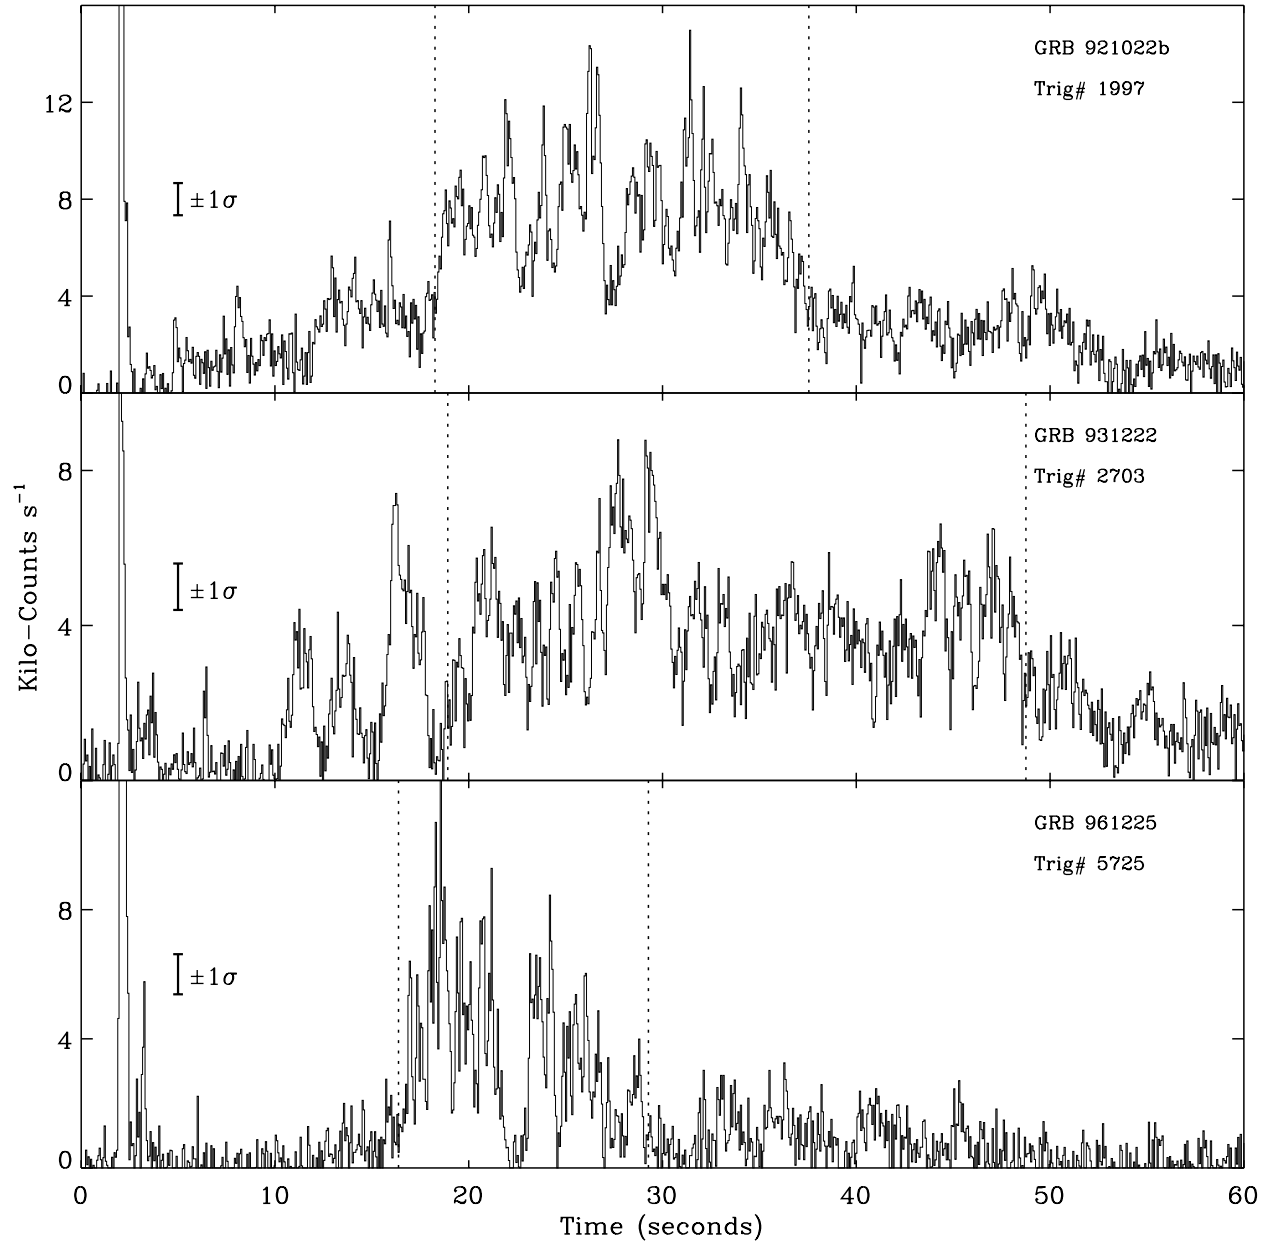 GRB 921022b
Trig# 1997
12
8
±1σ
4
0
GRB 931222
Trig# 2703
8
±1σ
4
0
Kilo-Counts s⁻¹
GRB 961225
Trig# 5725
8
±1σ
4
0
0 10 20 30 40 50 60
Time (seconds)